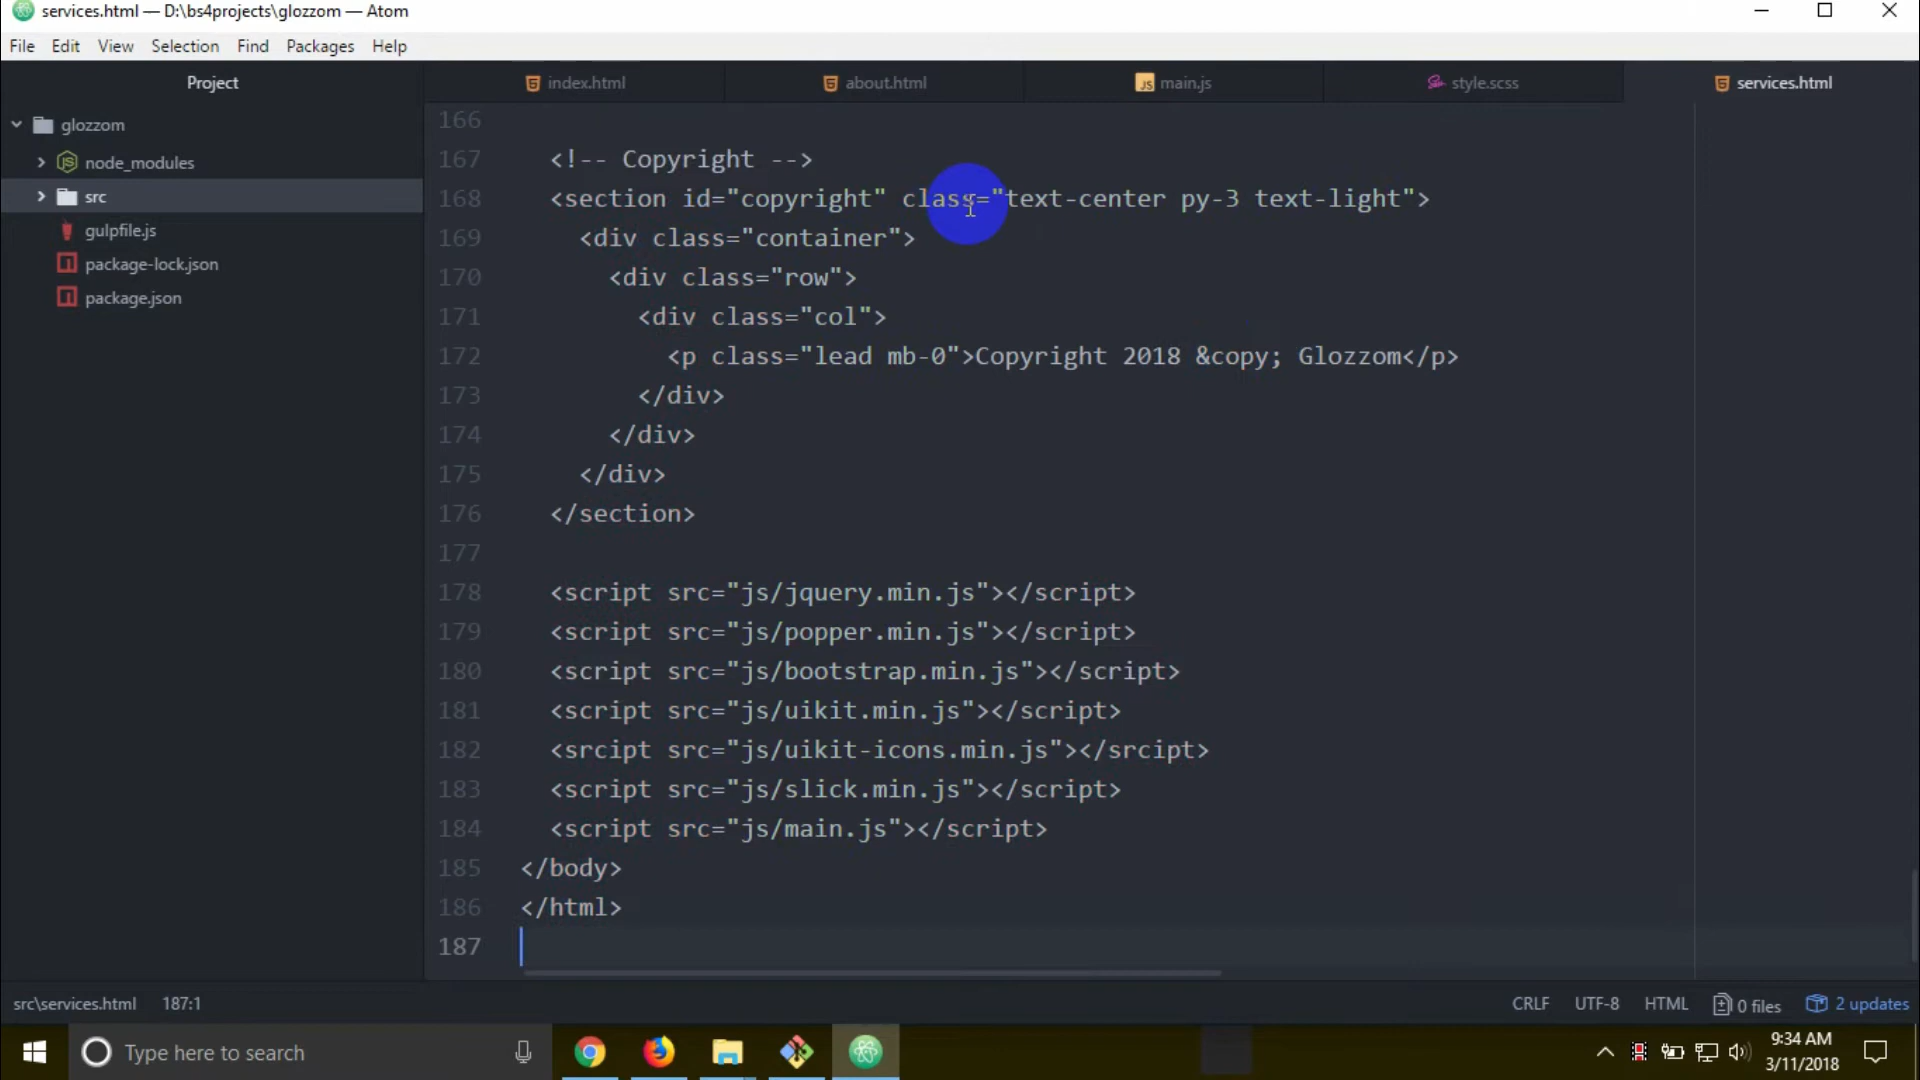 services.html — D:\bs4projects\glozzom — Atom
File Edit View Selection Find Packages Help
Project
index.html
about.html
JS main.js
style.scss
services.html
glozzom
node_modules
src
gulpfile.js
package-lock.json
package.json
166
167 <!-- Copyright -->
168 <section id="copyright" class="text-center py-3 text-light">
169 <div class="container">
170 <div class="row">
171 <div class="col">
172 <p class="lead mb-0">Copyright 2018 &copy; Glozzom</p>
173 </div>
174 </div>
175 </div>
176 </section>
177
178 <script src="js/jquery.min.js"></script>
179 <script src="js/popper.min.js"></script>
180 <script src="js/bootstrap.min.js"></script>
181 <script src="js/uikit.min.js"></script>
182 <srcipt src="js/uikit-icons.min.js"></srcipt>
183 <script src="js/slick.min.js"></script>
184 <script src="js/main.js"></script>
185 </body>
186 </html>
187
src\services.html 187:1
CRLF UTF-8 HTML 0 files 2 updates
Type here to search
9:34 AM
3/11/2018